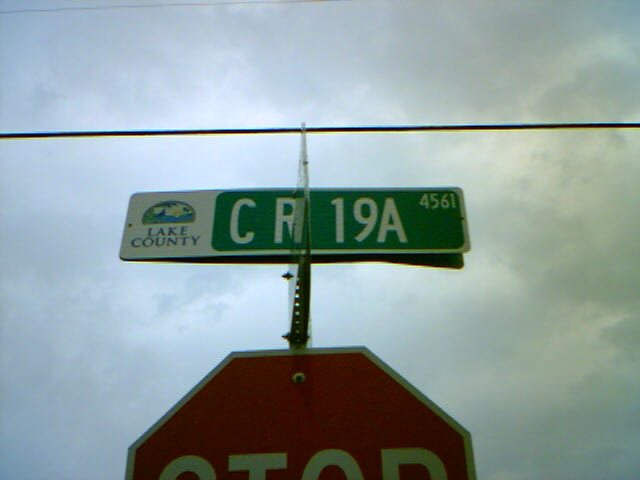 LAKE
COUNTY
C R 19A
4561
STOP